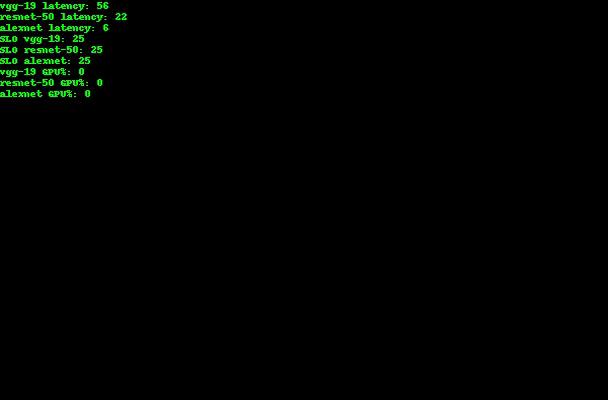 vgg-19 latency: 56
resnet-50 latency: 22
alexnet latency: 6
SLO vgg-19: 25
SLO resnet-50: 25
SLO alexnet: 25
vgg-19 GPU%: 0
resnet-50 GPU%: 0
alexnet GPU%: 0